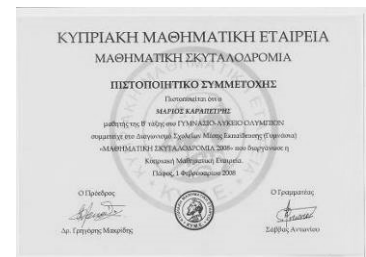 ΚΥΠΡΙΑΚΗ ΜΑΘΗΜΑΤΙΚΗ ΕΤΑΙΡΕΙΑ
ΜΑΘΗΜΑΤΙΚΗ ΣΚΥΤΑΛΟΔΡΟΜΙΑ
ΠΙΣΤΟΠΟΙΗΤΙΚΟ ΣΥΜΜΕΤΟΧΗΣ
Πιστοποιείται ότι ο
ΜΑΡΙΟΣ ΚΑΡΑΠΕΤΡΗΣ
μαθητής της Β' τάξης στο ΓΥΜΝΑΣΙΟ-ΛΥΚΕΙΟ ΟΛΥΜΠΙΟΝ
συμμετείχε στο Διαγωνισμό Σχολείων Μέσης Εκπαίδευσης (Γυμνάσια)
«ΜΑΘΗΜΑΤΙΚΗ ΣΚΥΤΑΛΟΔΡΟΜΙΑ 2008» που διοργάνωσε η
Κυπριακή Μαθηματική Εταιρεία.
Πάφος, 1 Φεβρουαρίου 2008
Ο Πρόεδρος
Ο Γραμματέας
Δρ. Γρηγόρης Μακρίδης
Σάββας Αντωνίου